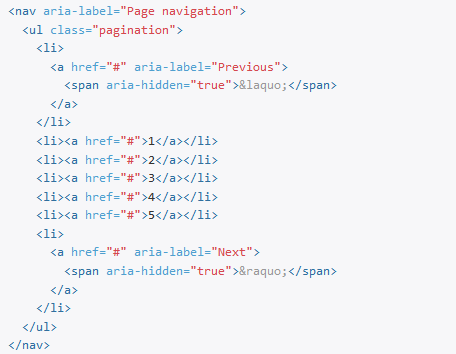 <nav aria-label="Page navigation">
  <ul class="pagination">
    <li>
      <a href="#" aria-label="Previous">
        <span aria-hidden="true">&laquo;</span>
      </a>
    </li>
    <li><a href="#">1</a></li>
    <li><a href="#">2</a></li>
    <li><a href="#">3</a></li>
    <li><a href="#">4</a></li>
    <li><a href="#">5</a></li>
    <li>
      <a href="#" aria-label="Next">
        <span aria-hidden="true">&raquo;</span>
      </a>
    </li>
  </ul>
</nav>